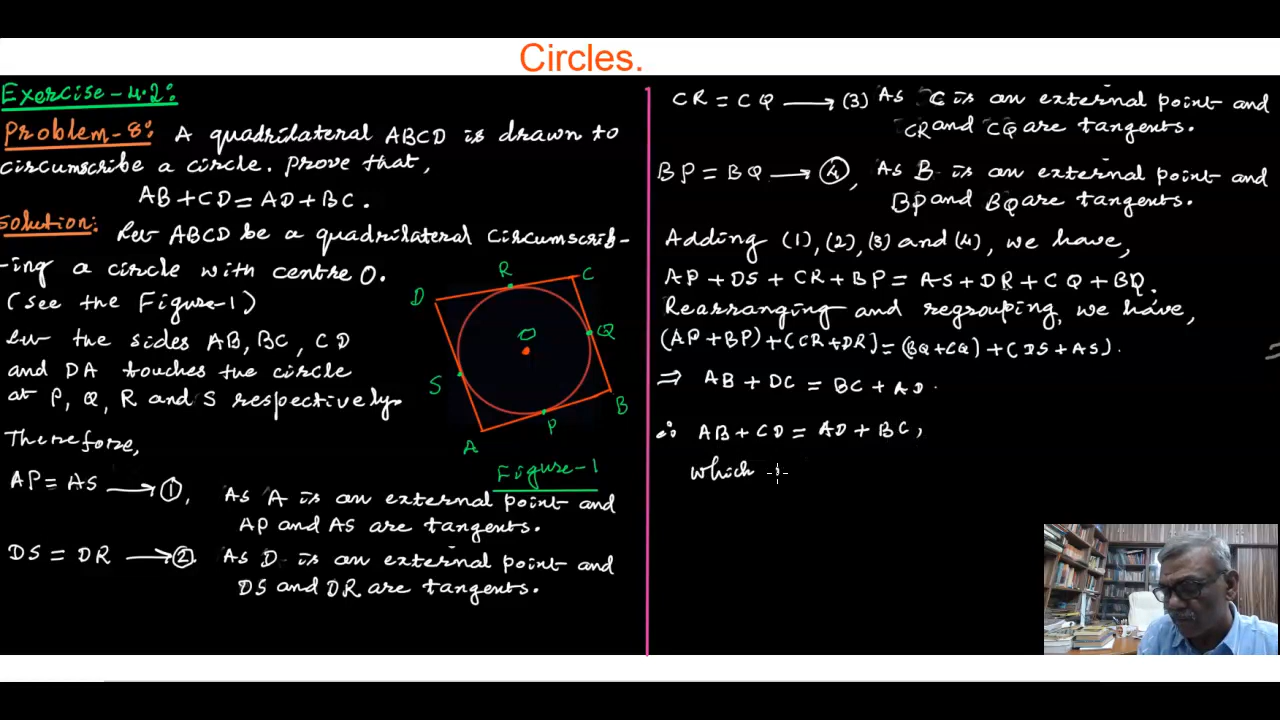 Circles.
Exercise-4.2:
Problem-8: A quadrilateral ABCD is drawn to
circumscribe a circle. Prove that,
AB+CD=AD+BC.
Solution: Let ABCD be a quadrilateral circumscrib-
-ing a circle with centre O.
(see the Figure-1)
Let the sides AB, BC, CD
and DA touches the circle
at P, Q, R and S respectively.
Therefore,
AP = AS → ①, As A is an external point and
AP and AS are tangents.
DS = DR → ②. As D is an external point and
DS and DR are tangents.
D
R
C
O
Q
S
B
P
A
Figure-1
CR = CQ → (3) As C is an external point and
CR and CQ are tangents.
BP = BQ → ④, As B is an external point and
BP and BQ are tangents.
Adding (1), (2), (3) and (4), we have,
AP + DS + CR + BP = AS + DR + CQ + BQ.
Rearranging and regrouping, we have,
(AP + BP) + (CR + DR) = (BQ + CQ) + (DS + AS).
⇒ AB + DC = BC + AD.
∴ AB + CD = AD + BC,
which